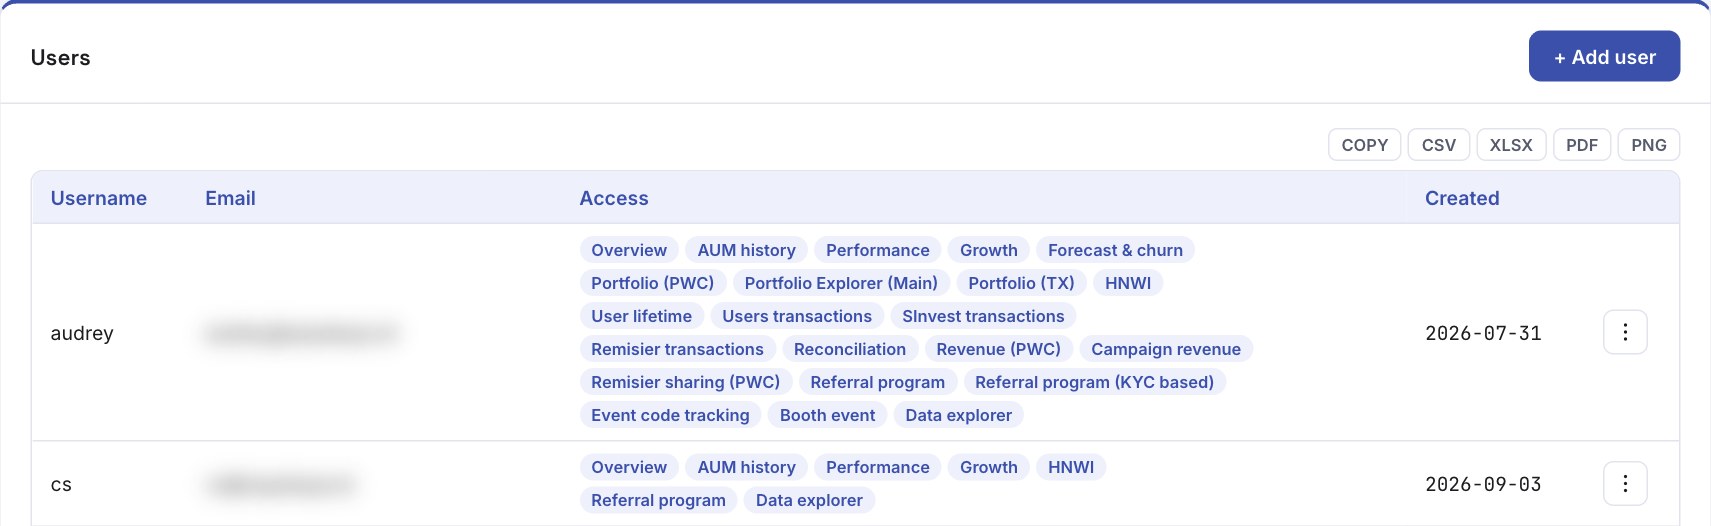 Users
+ Add user
COPY CSV XLSX PDF PNG
Username Email Access Created
Overview AUM history Performance Growth Forecast & churn
Portfolio (PWC) Portfolio Explorer (Main) Portfolio (TX) HNWI
User lifetime Users transactions SInvest transactions
audrey 2026-07-31
Remisier transactions Reconciliation Revenue (PWC) Campaign revenue
Remisier sharing (PWC) Referral program Referral program (KYC based)
Event code tracking Booth event Data explorer
Overview AUM history Performance Growth HNWI
cs 2026-09-03
Referral program Data explorer